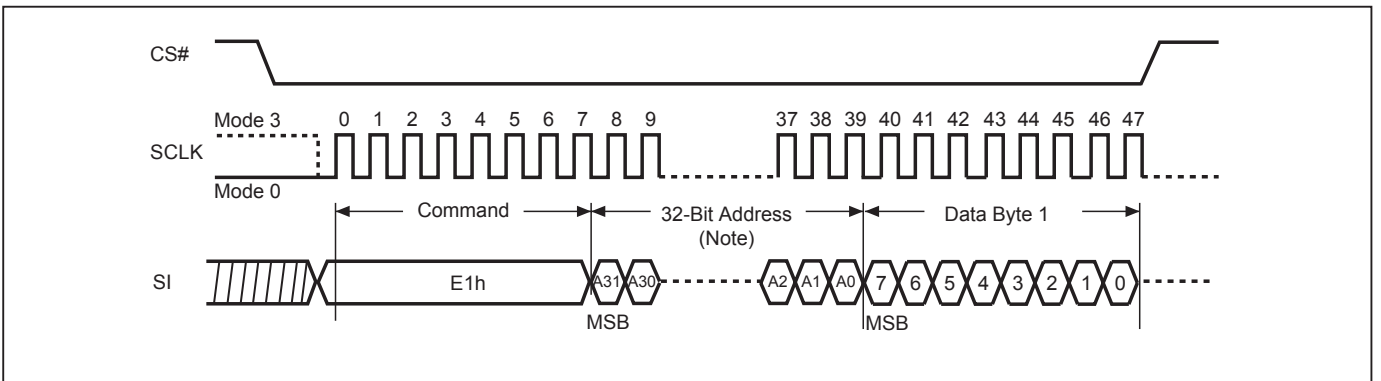 CS#
Mode 3 0 1 2 3 4 5 6 7 8 9 37 38 39 40 41 42 43 44 45 46 47
SCLK
Mode 0
Command 32-Bit Address Data Byte 1
(Note)
SI E1h A31 A30 A2 A1 A0 7 6 5 4 3 2 1 0
MSB MSB